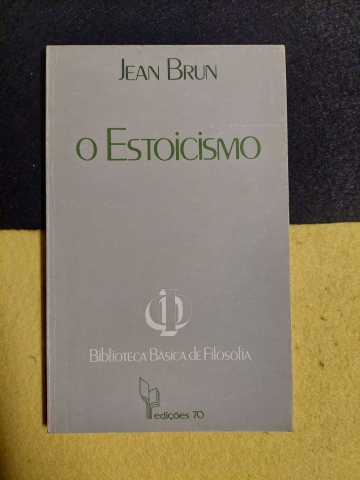 JEAN BRUN
O ESTOICISMO
BIBLIOTECA BÁSICA DE FILOSOFIA
edições 70